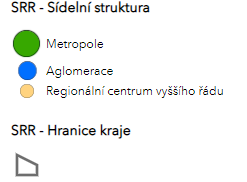 SRR - Sídelní struktura
Metropole
Aglomerace
Regionální centrum vyššího řádu
SRR - Hranice kraje